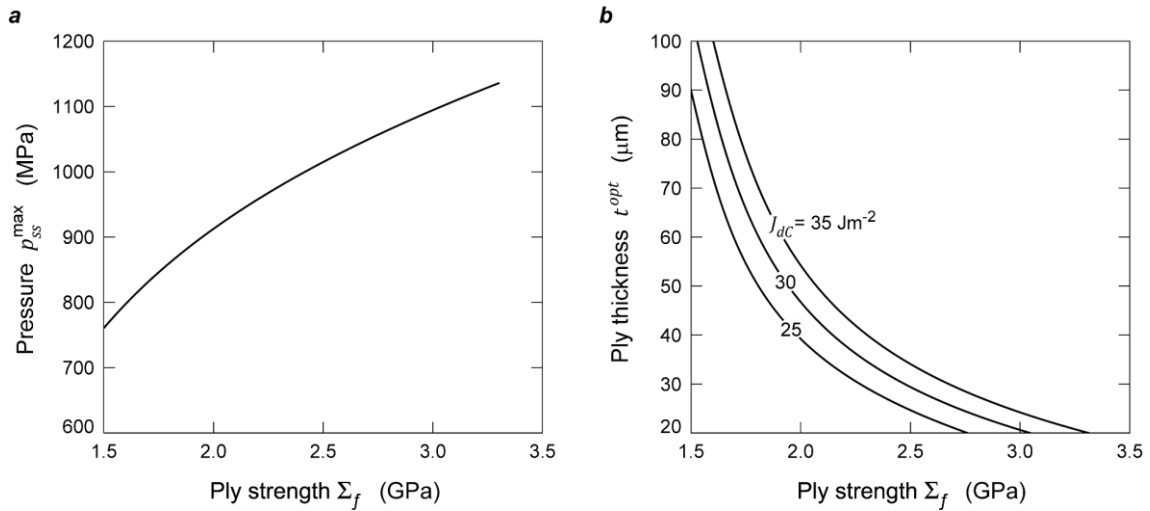 a
1200
1100
1000
900
800
700
600
Pressure p_ss^max (MPa)
1.5 2.0 2.5 3.0 3.5
Ply strength Σ_f (GPa)
b
100
90
80
70
60
50
40
30
20
Ply thickness t^opt (μm)
J_dC = 35 Jm⁻²
30
25
1.5 2.0 2.5 3.0 3.5
Ply strength Σ_f (GPa)